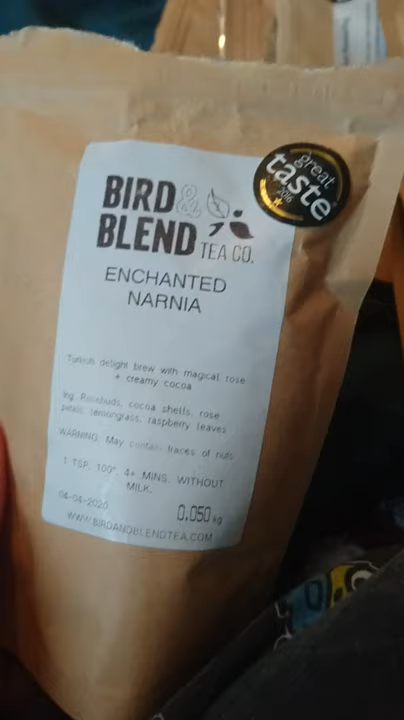 BIRD &
BLEND TEA CO.
great
taste
2016
ENCHANTED
NARNIA
Turkish delight brew with magical rose
+ creamy cocoa
Ing. Rosebuds, cocoa shells, rose
petals, lemongrass, raspberry leaves
WARNING: May contain traces of nuts
1 TSP. 100°. 4+ MINS. WITHOUT
MILK.
04-04-2020
0.050 kg
WWW.BIRDANDBLENDTEA.COM